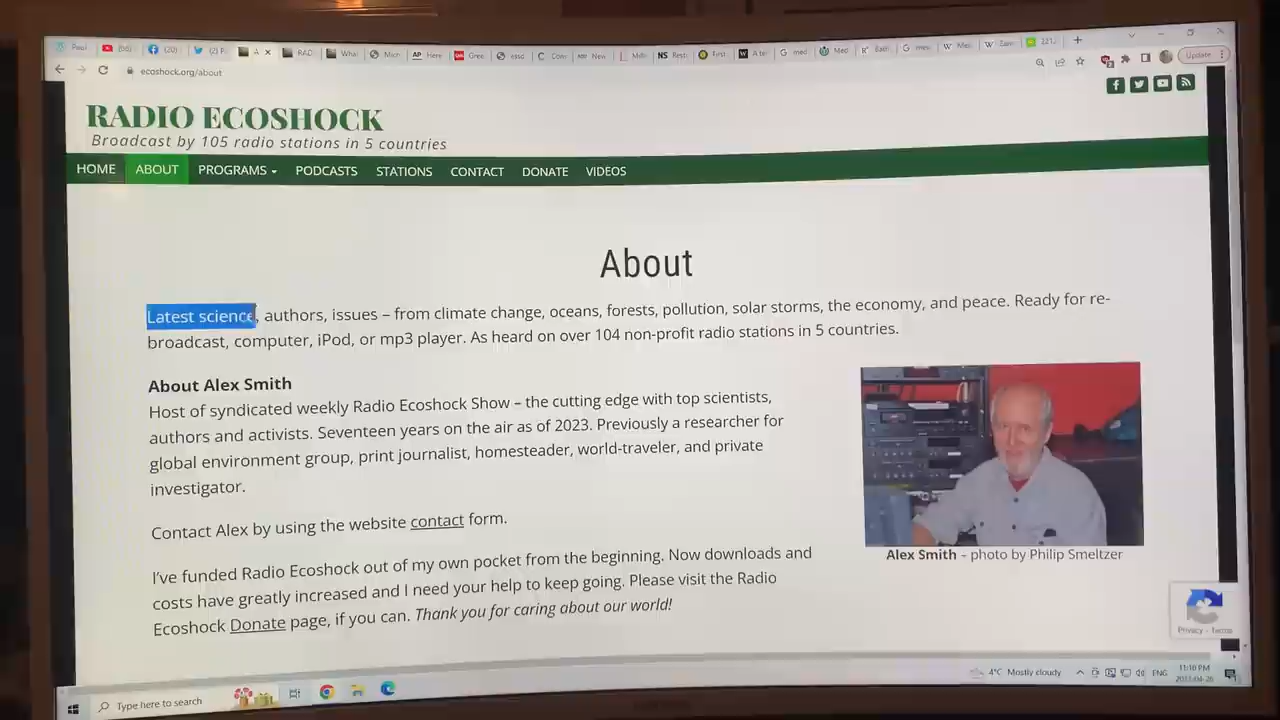 ecoshock.org/about
Update
RADIO ECOSHOCK
Broadcast by 105 radio stations in 5 countries
HOME ABOUT PROGRAMS PODCASTS STATIONS CONTACT DONATE VIDEOS
About
Latest science, authors, issues – from climate change, oceans, forests, pollution, solar storms, the economy, and peace. Ready for re-
broadcast, computer, iPod, or mp3 player. As heard on over 104 non-profit radio stations in 5 countries.
About Alex Smith
Host of syndicated weekly Radio Ecoshock Show – the cutting edge with top scientists,
authors and activists. Seventeen years on the air as of 2023. Previously a researcher for
global environment group, print journalist, homesteader, world-traveler, and private
investigator.
Contact Alex by using the website contact form.
I've funded Radio Ecoshock out of my own pocket from the beginning. Now downloads and
costs have greatly increased and I need your help to keep going. Please visit the Radio
Ecoshock Donate page, if you can. Thank you for caring about our world!
Alex Smith – photo by Philip Smeltzer
Privacy - Terms
Type here to search
4°C Mostly cloudy
ENG
11:10 PM